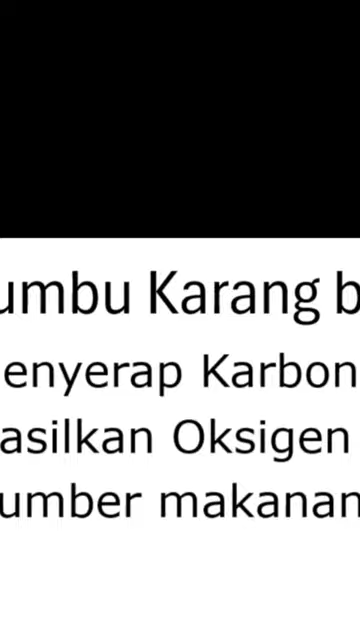 umbu Karang b
enyerap Karbon
asilkan Oksigen
umber makanan